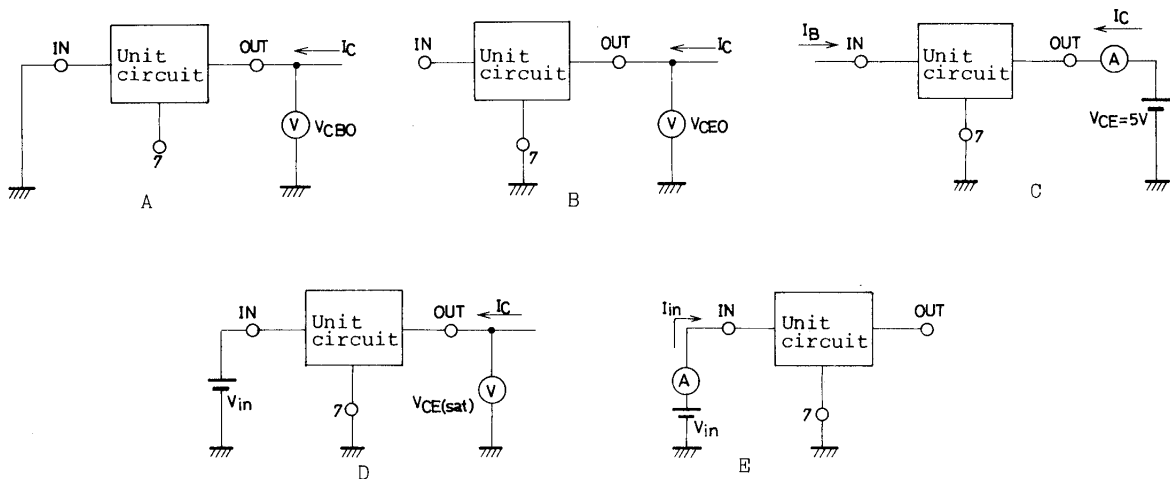 IN
Unit
circuit
OUT
IC
V
VCBO
7
A
IN
Unit
circuit
OUT
IC
V
VCEO
7
B
IB
IN
Unit
circuit
OUT
IC
A
VCE=5V
7
C
IN
Unit
circuit
OUT
IC
Vin
7
V
VCE(sat)
D
Iin
IN
Unit
circuit
OUT
A
Vin
7
E